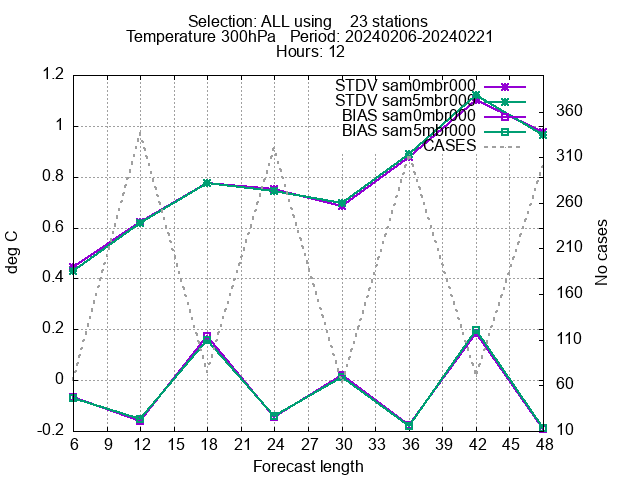 Selection: ALL using    23 stations
Temperature 300hPa   Period: 20240206-20240221
Hours: 12
STDV sam0mbr000
STDV sam5mbr000
BIAS sam0mbr000
BIAS sam5mbr000
CASES
1.2
1
0.8
0.6
0.4
0.2
0
-0.2
deg C
360
310
260
210
160
110
60
10
No cases
6 12 15 18 21 24 27 30 33 36 39 42 45 48
Forecast length